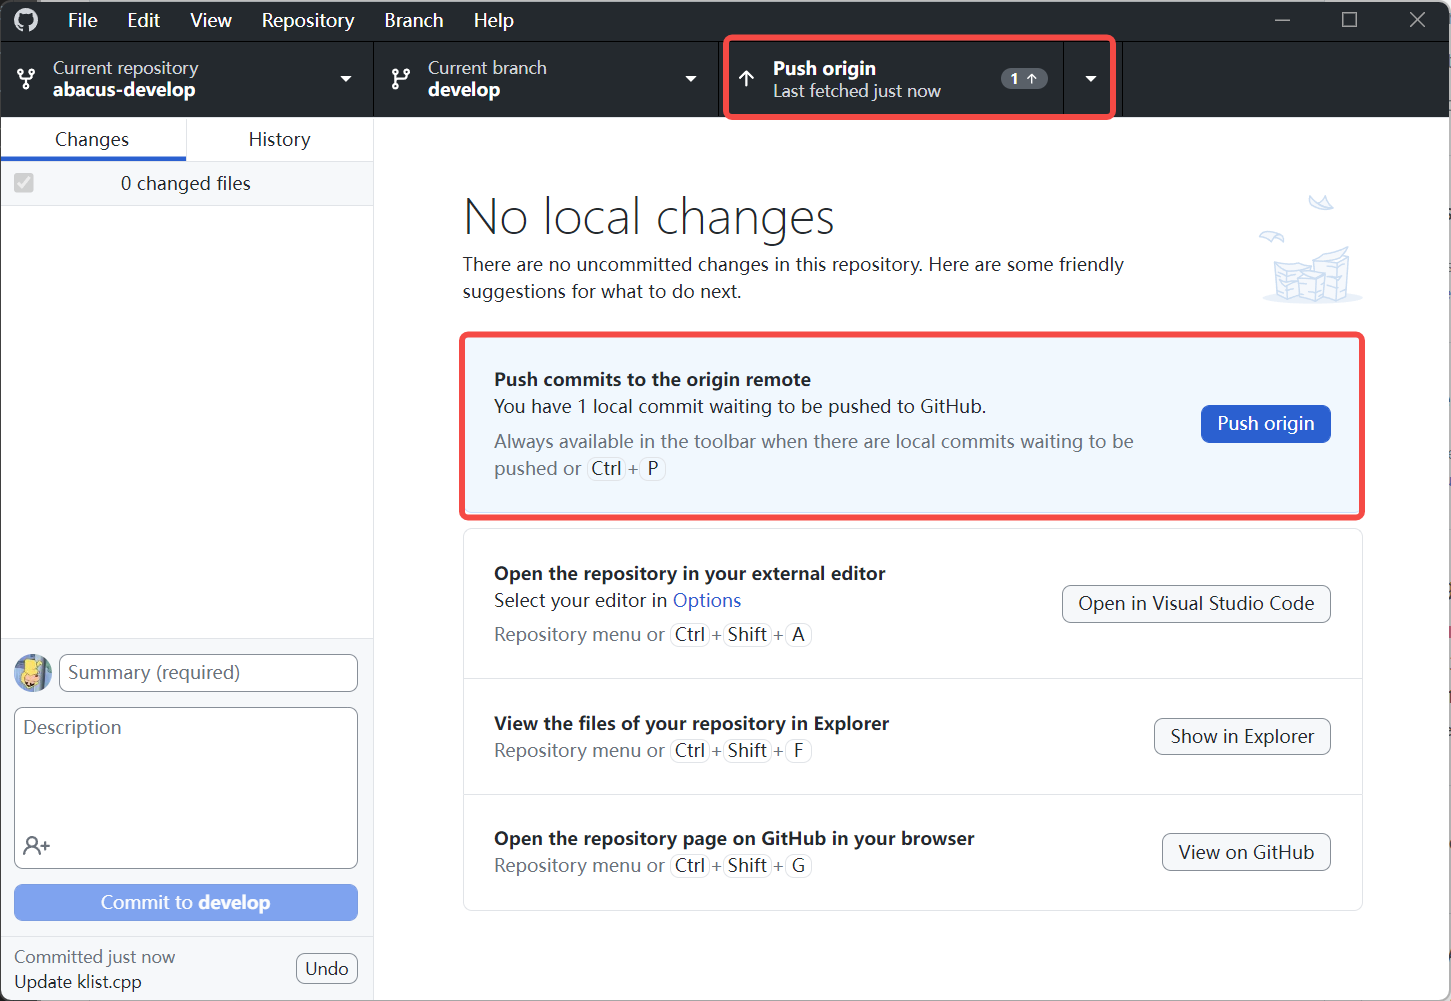 File Edit View Repository Branch Help
Current repository
abacus-develop
Current branch
develop
Push origin
Last fetched just now
1
Changes
History
0 changed files
No local changes
There are no uncommitted changes in this repository. Here are some friendly
suggestions for what to do next.
Push commits to the origin remote
You have 1 local commit waiting to be pushed to GitHub.
Always available in the toolbar when there are local commits waiting to be
pushed or Ctrl + P
Push origin
Open the repository in your external editor
Select your editor in Options
Repository menu or Ctrl + Shift + A
Open in Visual Studio Code
View the files of your repository in Explorer
Repository menu or Ctrl + Shift + F
Show in Explorer
Open the repository page on GitHub in your browser
Repository menu or Ctrl + Shift + G
View on GitHub
Summary (required)
Description
Commit to develop
Committed just now
Update klist.cpp
Undo